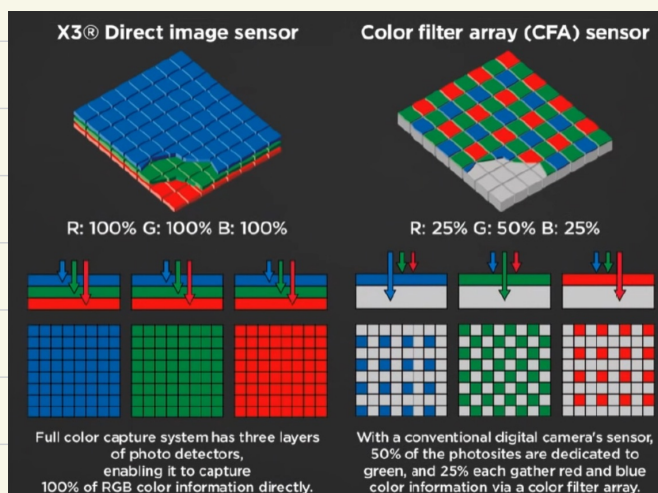 X3® Direct image sensor
R: 100% G: 100% B: 100%
Full color capture system has three layers
of photo detectors,
enabling it to capture
100% of RGB color information directly.
Color filter array (CFA) sensor
R: 25% G: 50% B: 25%
With a conventional digital camera's sensor,
50% of the photosites are dedicated to
green, and 25% each gather red and blue
color information via a color filter array.